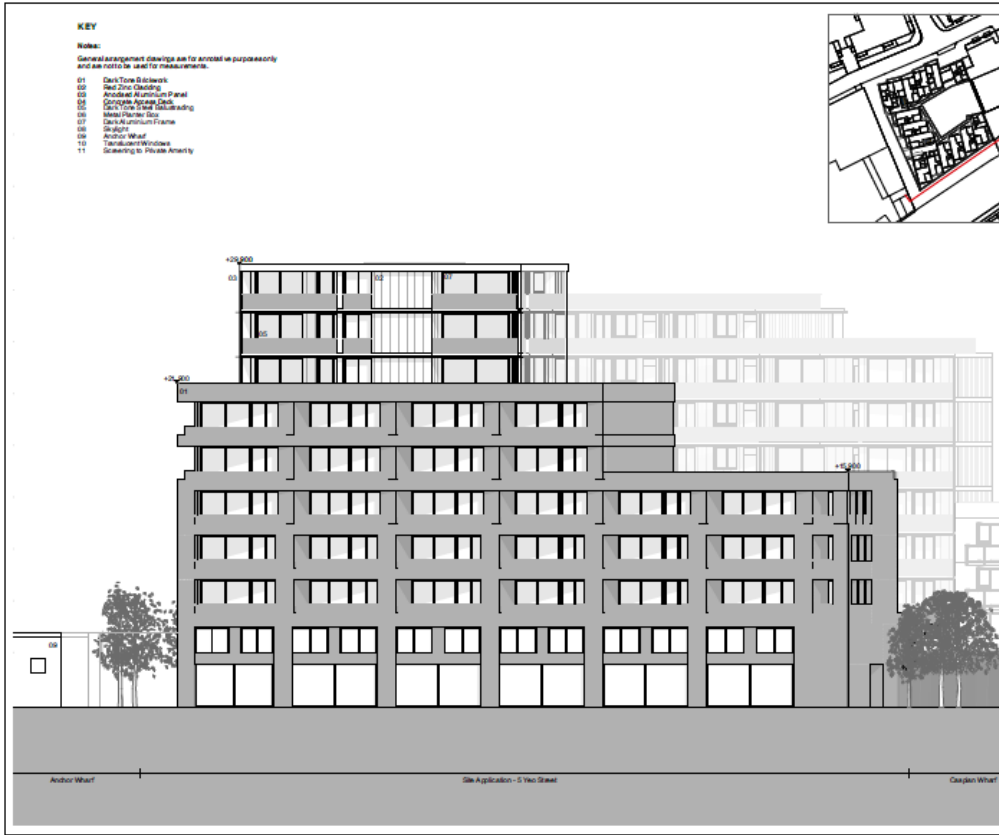 KEY
Notes:
General arrangement drawings are for annotative purposes only
and are not to be used for measurements.
01 Dark Tone Brickwork
02 Red Zinc Cladding
03 Anodised Aluminium Panel
04 Concrete Access Deck
05 Dark Tone Steel Balustrading
06 Metal Planter Box
07 Dark Aluminium Frame
08 Skylight
09 Anchor Wharf
10 Translucent Windows
11 Screening to Private Amenity
+29,900
03
02
07
05
+21,900
01
+15,900
09
Anchor Wharf
Site Application - 5 Yeo Street
Caspian Wharf